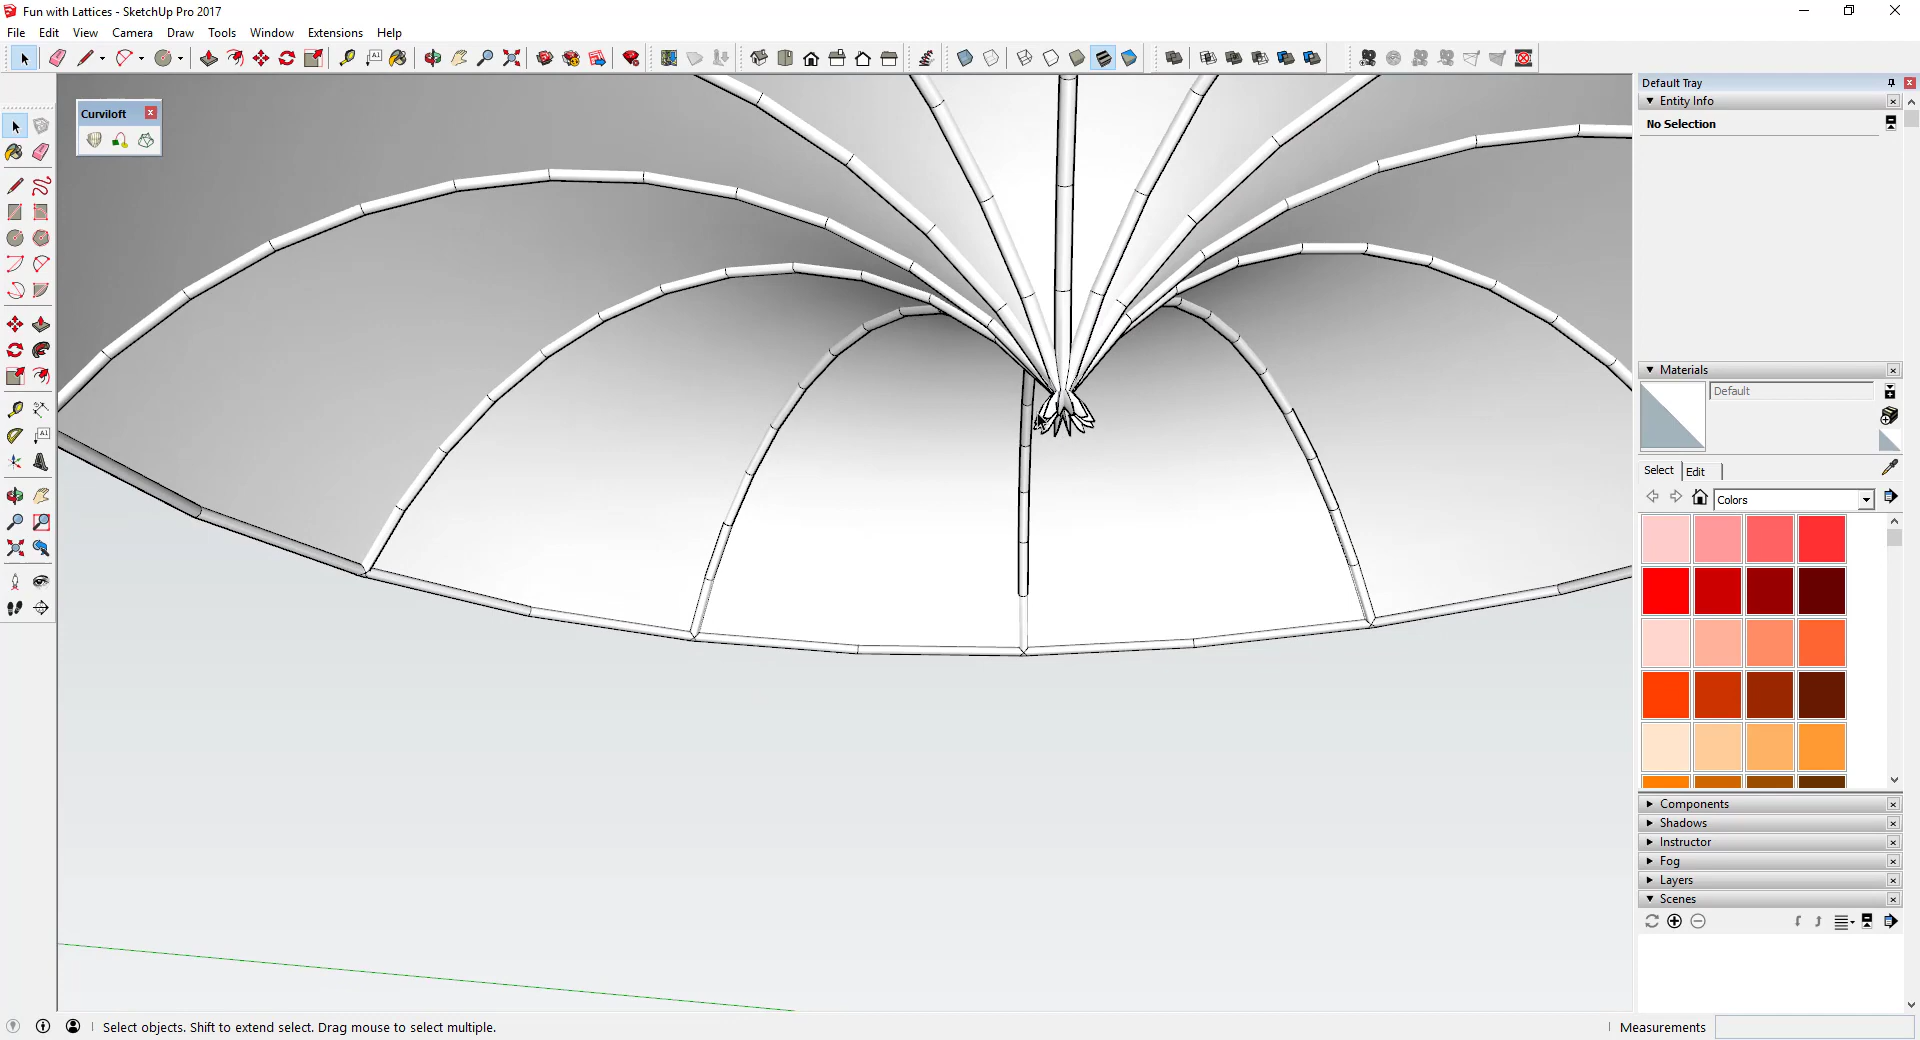 Fun with Lattices - SketchUp Pro 2017
File Edit View Camera Draw Tools Window Extensions Help
Default Tray
Entity Info
No Selection
Curviloft
Materials
Default
Select Edit
Colors
Components
Shadows
Instructor
Fog
Layers
Scenes
Select objects. Shift to extend select. Drag mouse to select multiple.
Measurements